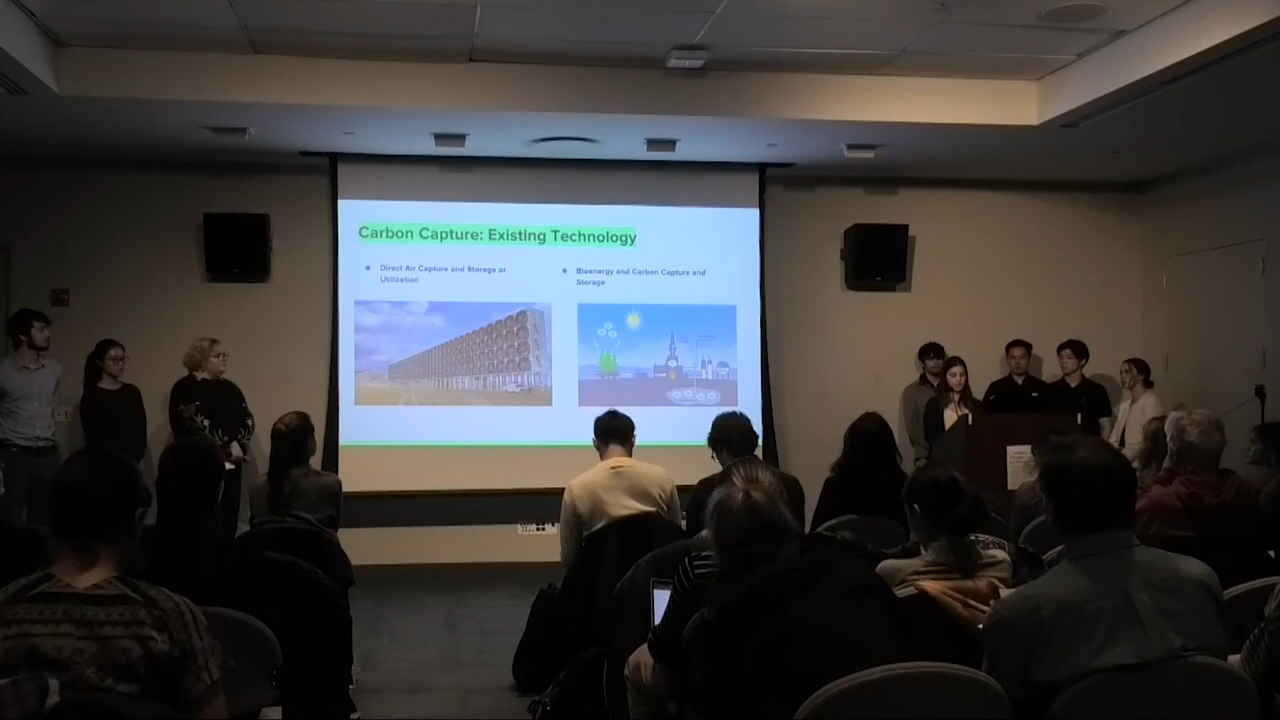 Carbon Capture: Existing Technology
● Direct Air Capture and Storage or
Utilization
● Bioenergy and Carbon Capture and
Storage